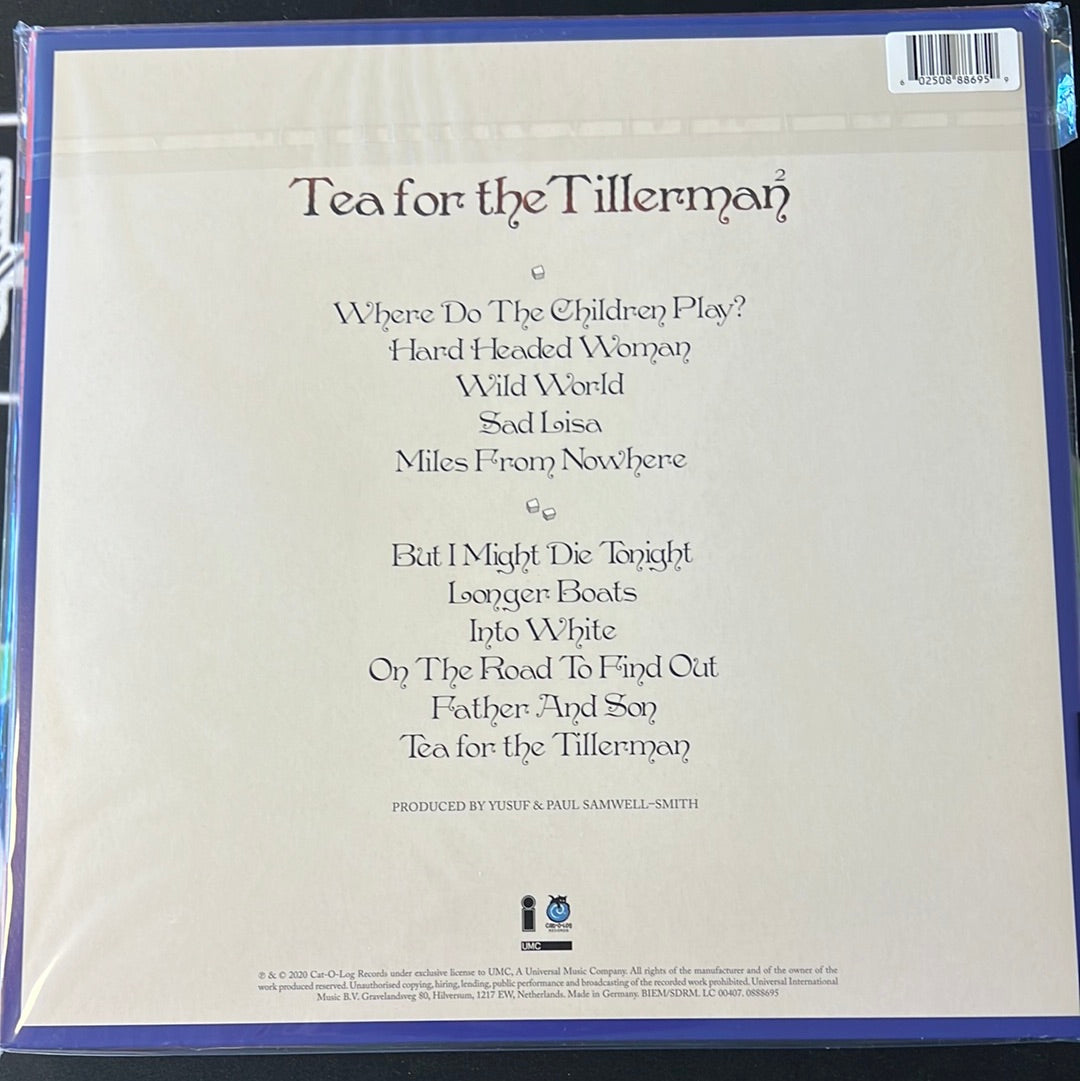 6 02508 88695 9
Tea for the Tillerman²
Where Do The Children Play?
Hard Headed Woman
Wild World
Sad Lisa
Miles From Nowhere
But I Might Die Tonight
Longer Boats
Into White
On The Road To Find Out
Father And Son
Tea for the Tillerman
PRODUCED BY YUSUF & PAUL SAMWELL-SMITH
i
CAT-O-LOG
RECORDS
UMC
℗ & © 2020 Cat-O-Log Records under exclusive license to UMC, A Universal Music Company. All rights of the manufacturer and of the owner of the
work produced reserved. Unauthorised copying, hiring, lending, public performance and broadcasting of the recorded work prohibited. Universal International
Music B.V. Gravelandsveg 80, Hilversum, 1217 EW, Netherlands. Made in Germany. BIEM/SDRM. LC 00407. 0888695